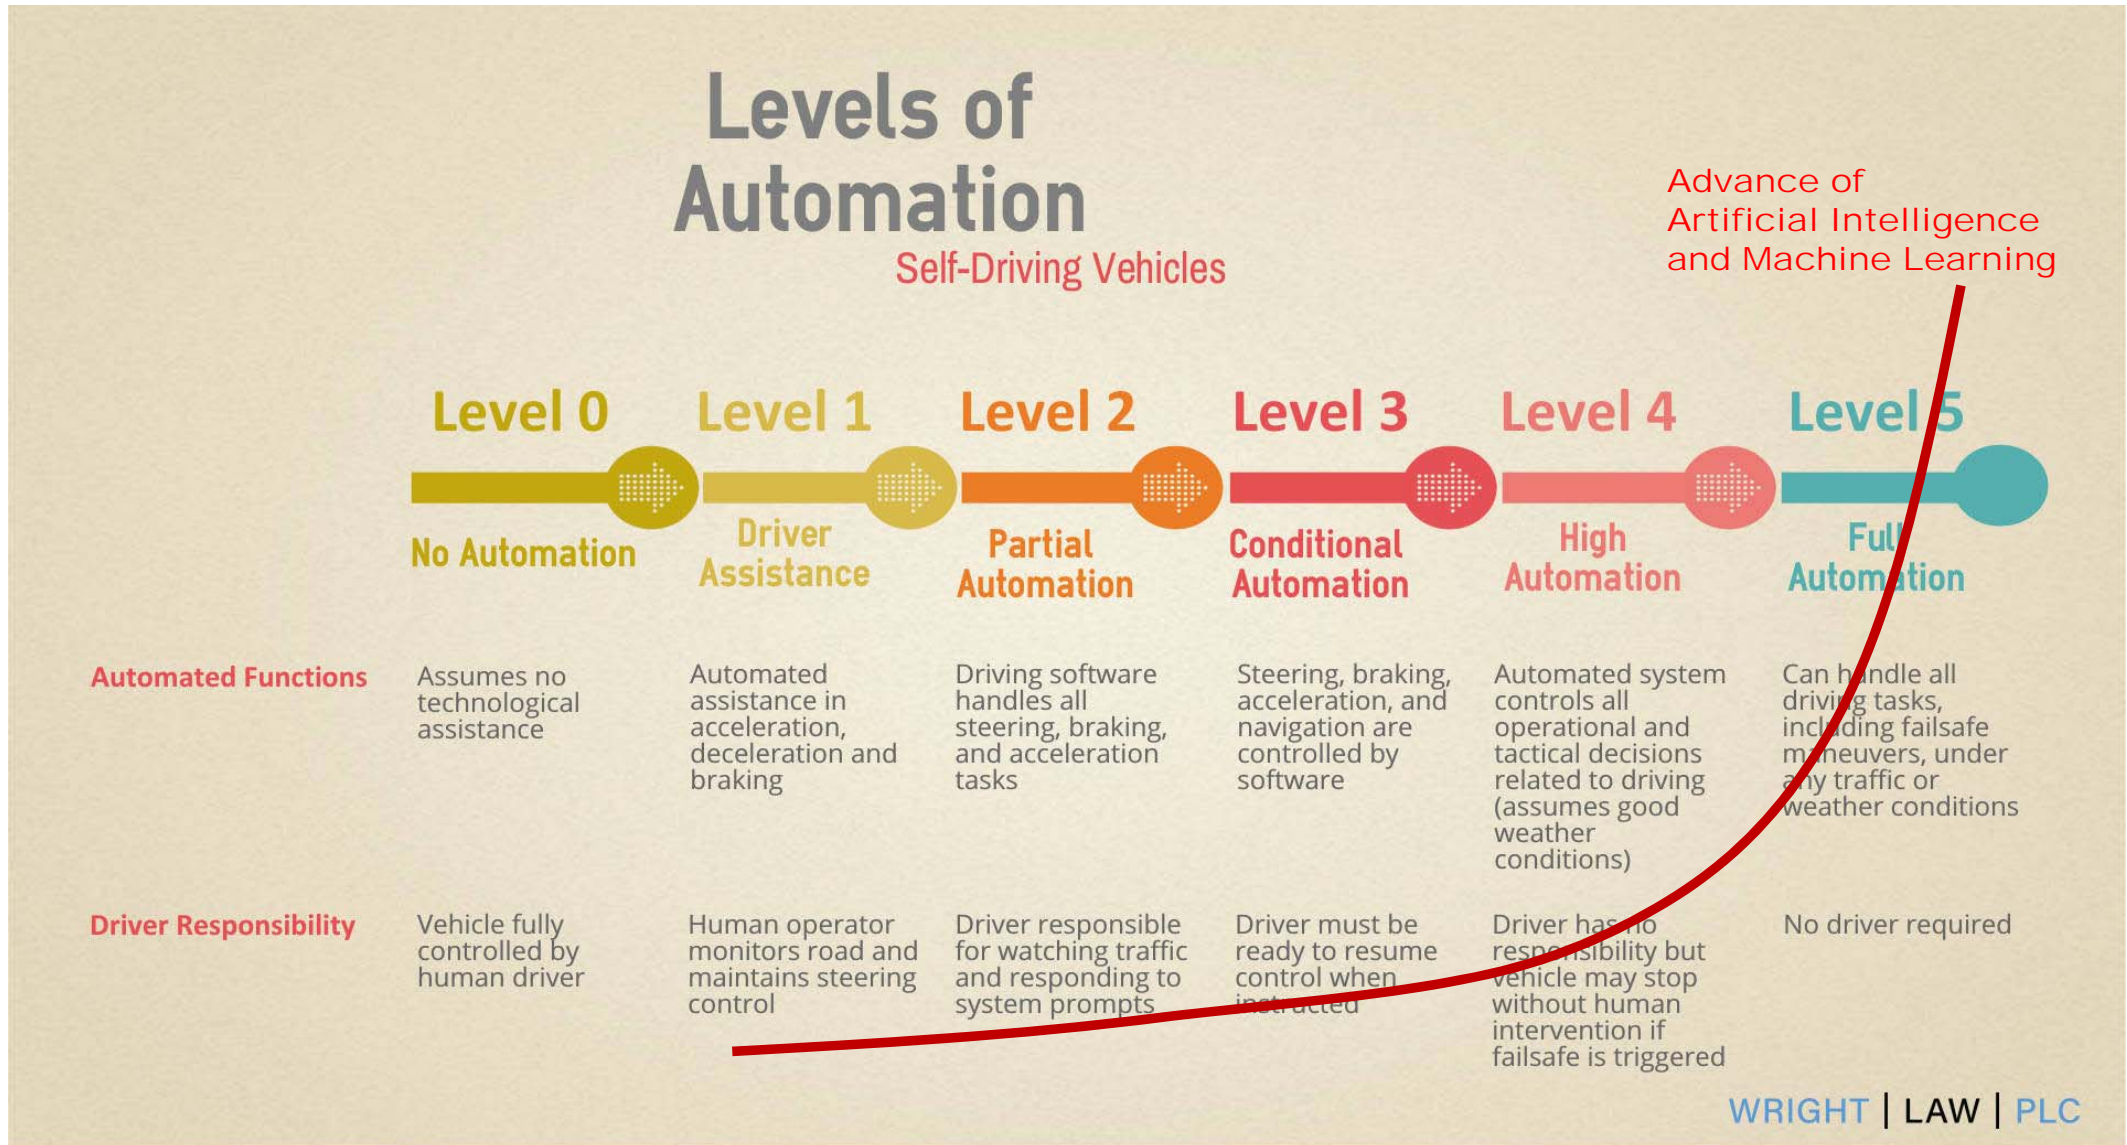 Levels of
Automation
Self-Driving Vehicles
Advance of
Artificial Intelligence
and Machine Learning
Level 0
Level 1
Level 2
Level 3
Level 4
Level 5
No Automation
Driver
Assistance
Partial
Automation
Conditional
Automation
High
Automation
Full
Automation
Automated Functions
Assumes no
technological
assistance
Automated
assistance in
acceleration,
deceleration and
braking
Driving software
handles all
steering, braking,
and acceleration
tasks
Steering, braking,
acceleration, and
navigation are
controlled by
software
Automated system
controls all
operational and
tactical decisions
related to driving
(assumes good
weather
conditions)
Can handle all
driving tasks,
including failsafe
maneuvers, under
any traffic or
weather conditions
Driver Responsibility
Vehicle fully
controlled by
human driver
Human operator
monitors road and
maintains steering
control
Driver responsible
for watching traffic
and responding to
system prompts
Driver must be
ready to resume
control when
instructed
Driver has no
responsibility but
vehicle may stop
without human
intervention if
failsafe is triggered
No driver required
WRIGHT | LAW | PLC